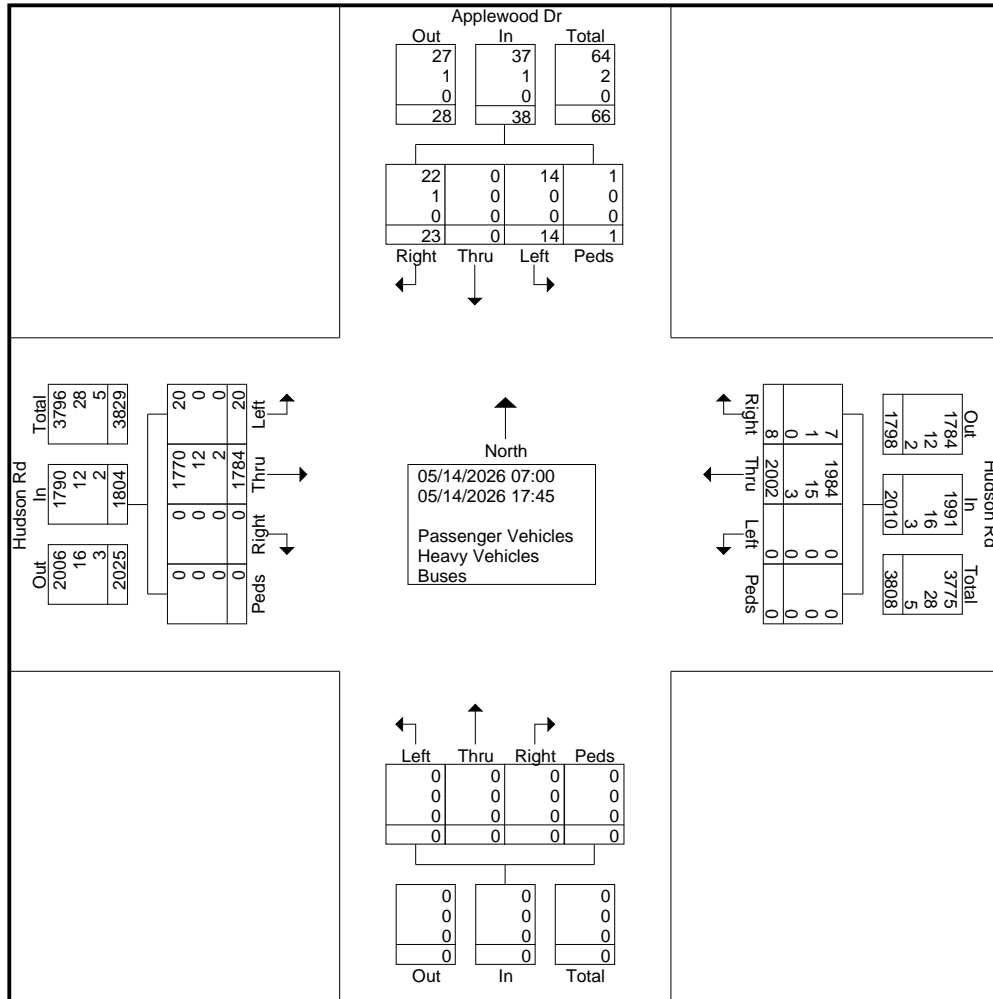 Applewood Dr
Out In Total
27 37 64
1 1 2
0 0 0
28 38 66
22 0 14 1
1 0 0 0
0 0 0 0
23 0 14 1
Right Thru Left Peds
Hudson Rd
Total In Out
3796 1790 2006
28 12 16
5 2 3
3829 1804 2025
20 1770 0 0
0 12 0 0
0 2 0 0
20 1784 0 0
Left Thru Right Peds
North
05/14/2026 07:00
05/14/2026 17:45
Passenger Vehicles
Heavy Vehicles
Buses
Right Thru Left Peds
7 1984 0 0
1 15 0 0
0 3 0 0
8 2002 0 0
Hudson Rd
Out In Total
1784 1991 3775
12 16 28
2 3 5
1798 2010 3808
Left Thru Right Peds
0 0 0 0
0 0 0 0
0 0 0 0
0 0 0 0
0 0 0
0 0 0
0 0 0
0 0 0
Out In Total